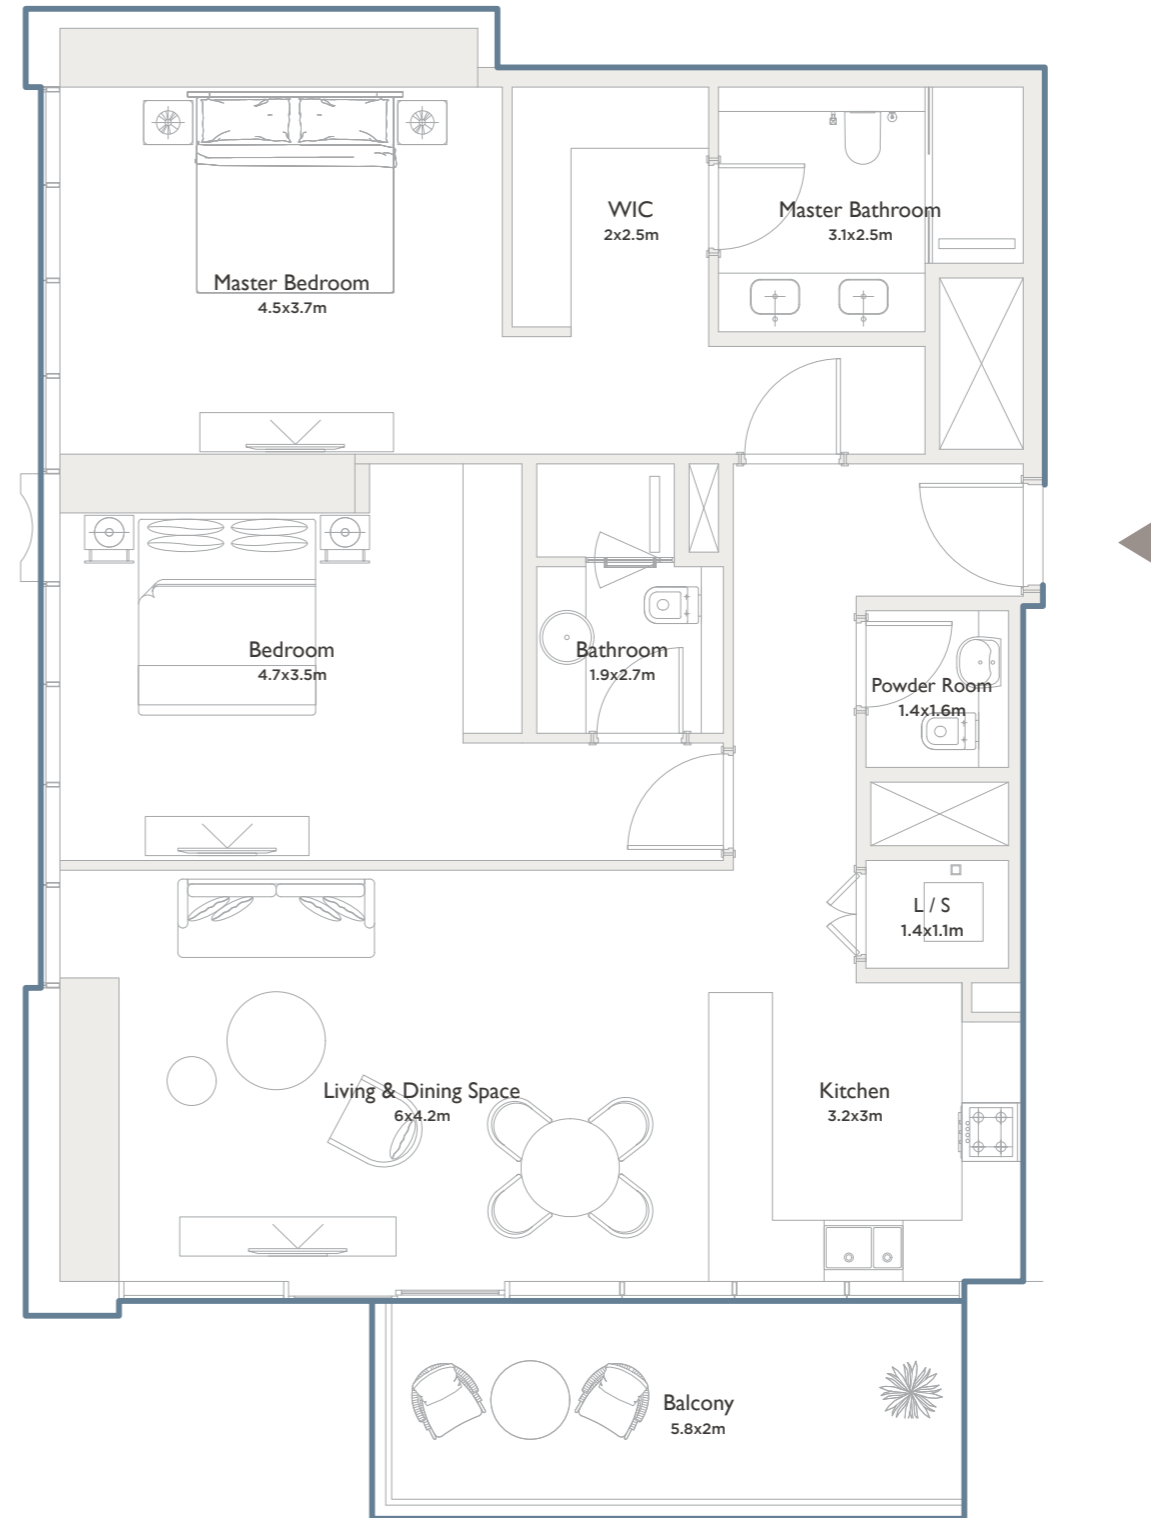 WIC
2x2.5m
Master Bathroom
3.1x2.5m
Master Bedroom
4.5x3.7m
Bedroom
4.7x3.5m
Bathroom
1.9x2.7m
Powder Room
1.4x1.6m
L / S
1.4x1.1m
Living & Dining Space
6x4.2m
Kitchen
3.2x3m
Balcony
5.8x2m